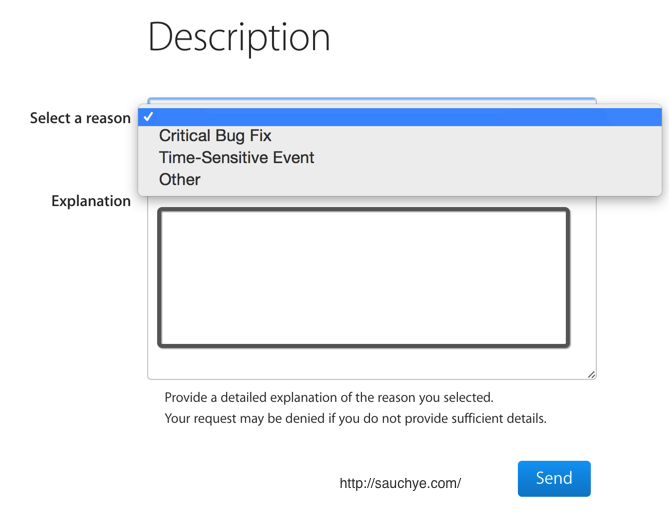 Description
Select a reason
Critical Bug Fix
Time-Sensitive Event
Other
Explanation
Provide a detailed explanation of the reason you selected.
Your request may be denied if you do not provide sufficient details.
http://sauchye.com/
Send